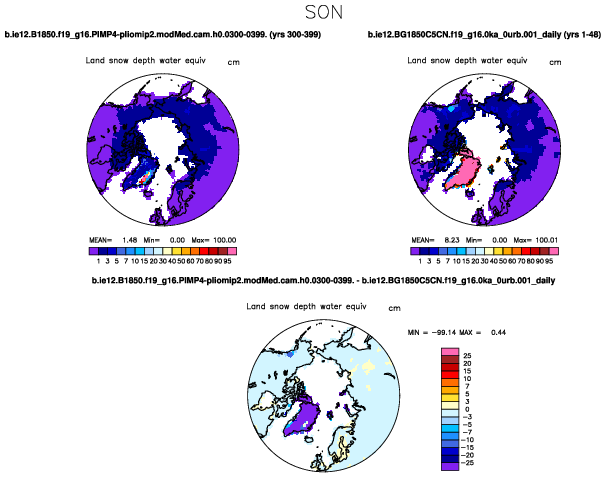 SON
b.ie12.B1850.f19_g16.PIMP4-pliomip2.modMed.cam.h0.0300-0399. (yrs 300-399)
b.ie12.BG1850C5CN.f19_g16.0ka_0urb.001_daily (yrs 1-48)
Land snow depth water equiv cm
Land snow depth water equiv cm
MEAN= 1.48 Min= 0.00 Max= 100.00
MEAN= 8.23 Min= 0.00 Max= 100.01
1 3 5 7 10 15 20 30 40 50 60 70 80 90 95
1 3 5 7 10 15 20 30 40 50 60 70 80 90 95
b.ie12.B1850.f19_g16.PIMP4-pliomip2.modMed.cam.h0.0300-0399. - b.ie12.BG1850C5CN.f19_g16.0ka_0urb.001_daily
Land snow depth water equiv cm
MIN = -99.14 MAX = 0.44
25
20
15
10
7
5
3
0
-3
-5
-7
-10
-15
-20
-25